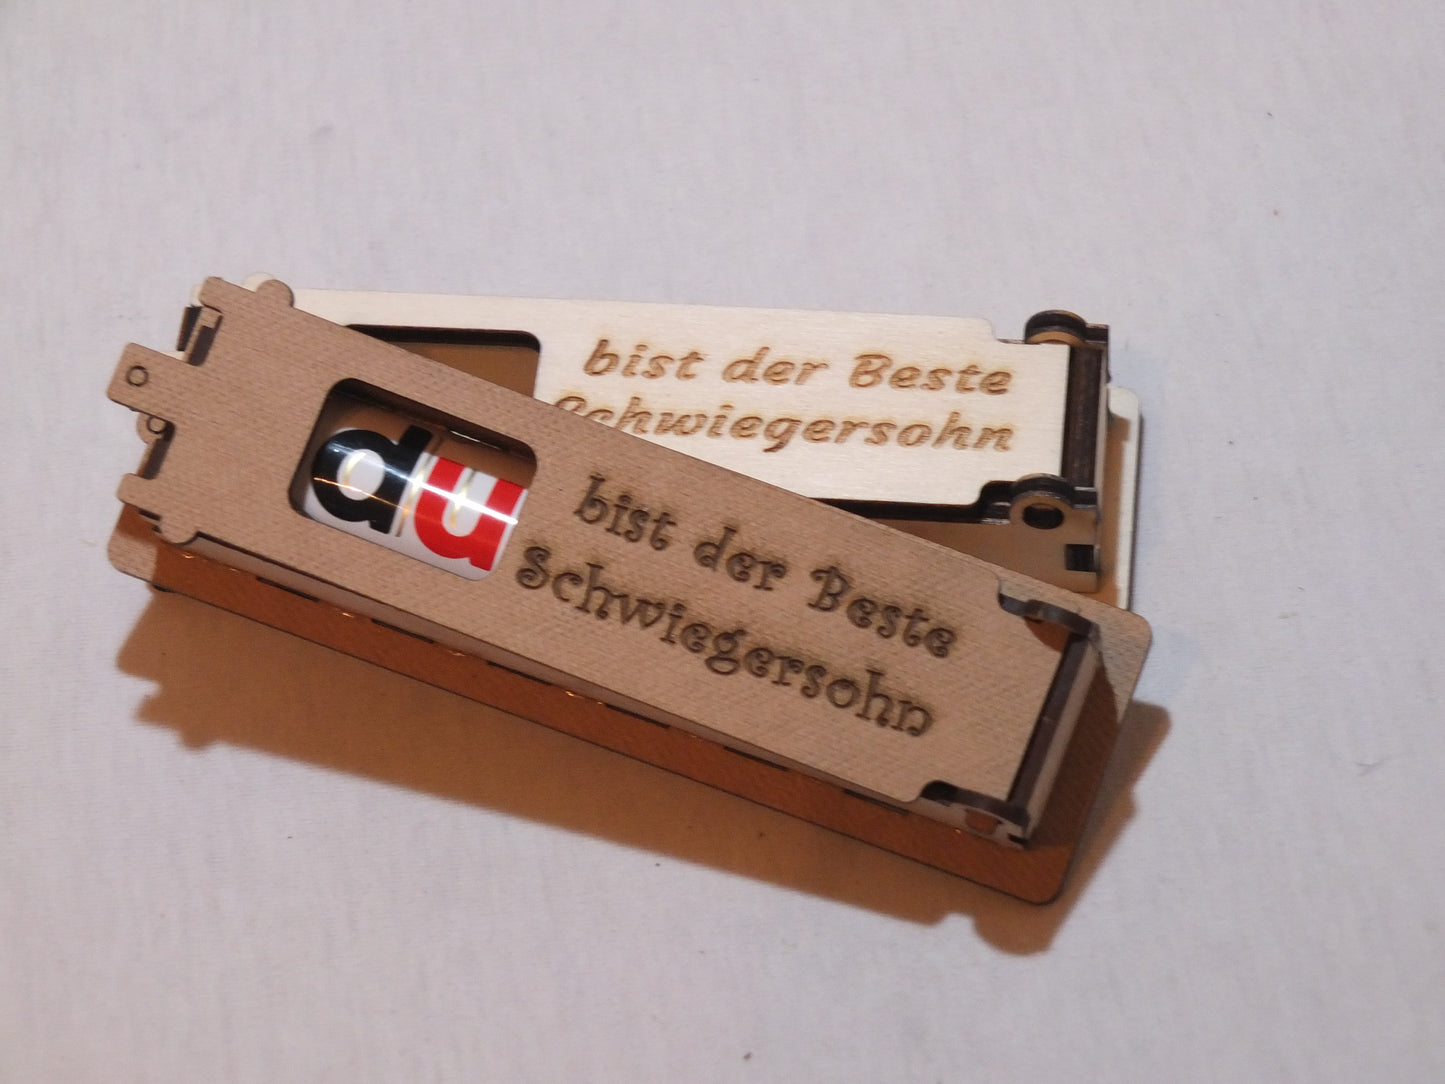 bist der Beste
Schwiegersohn
du
bist der Beste
Schwiegersohn